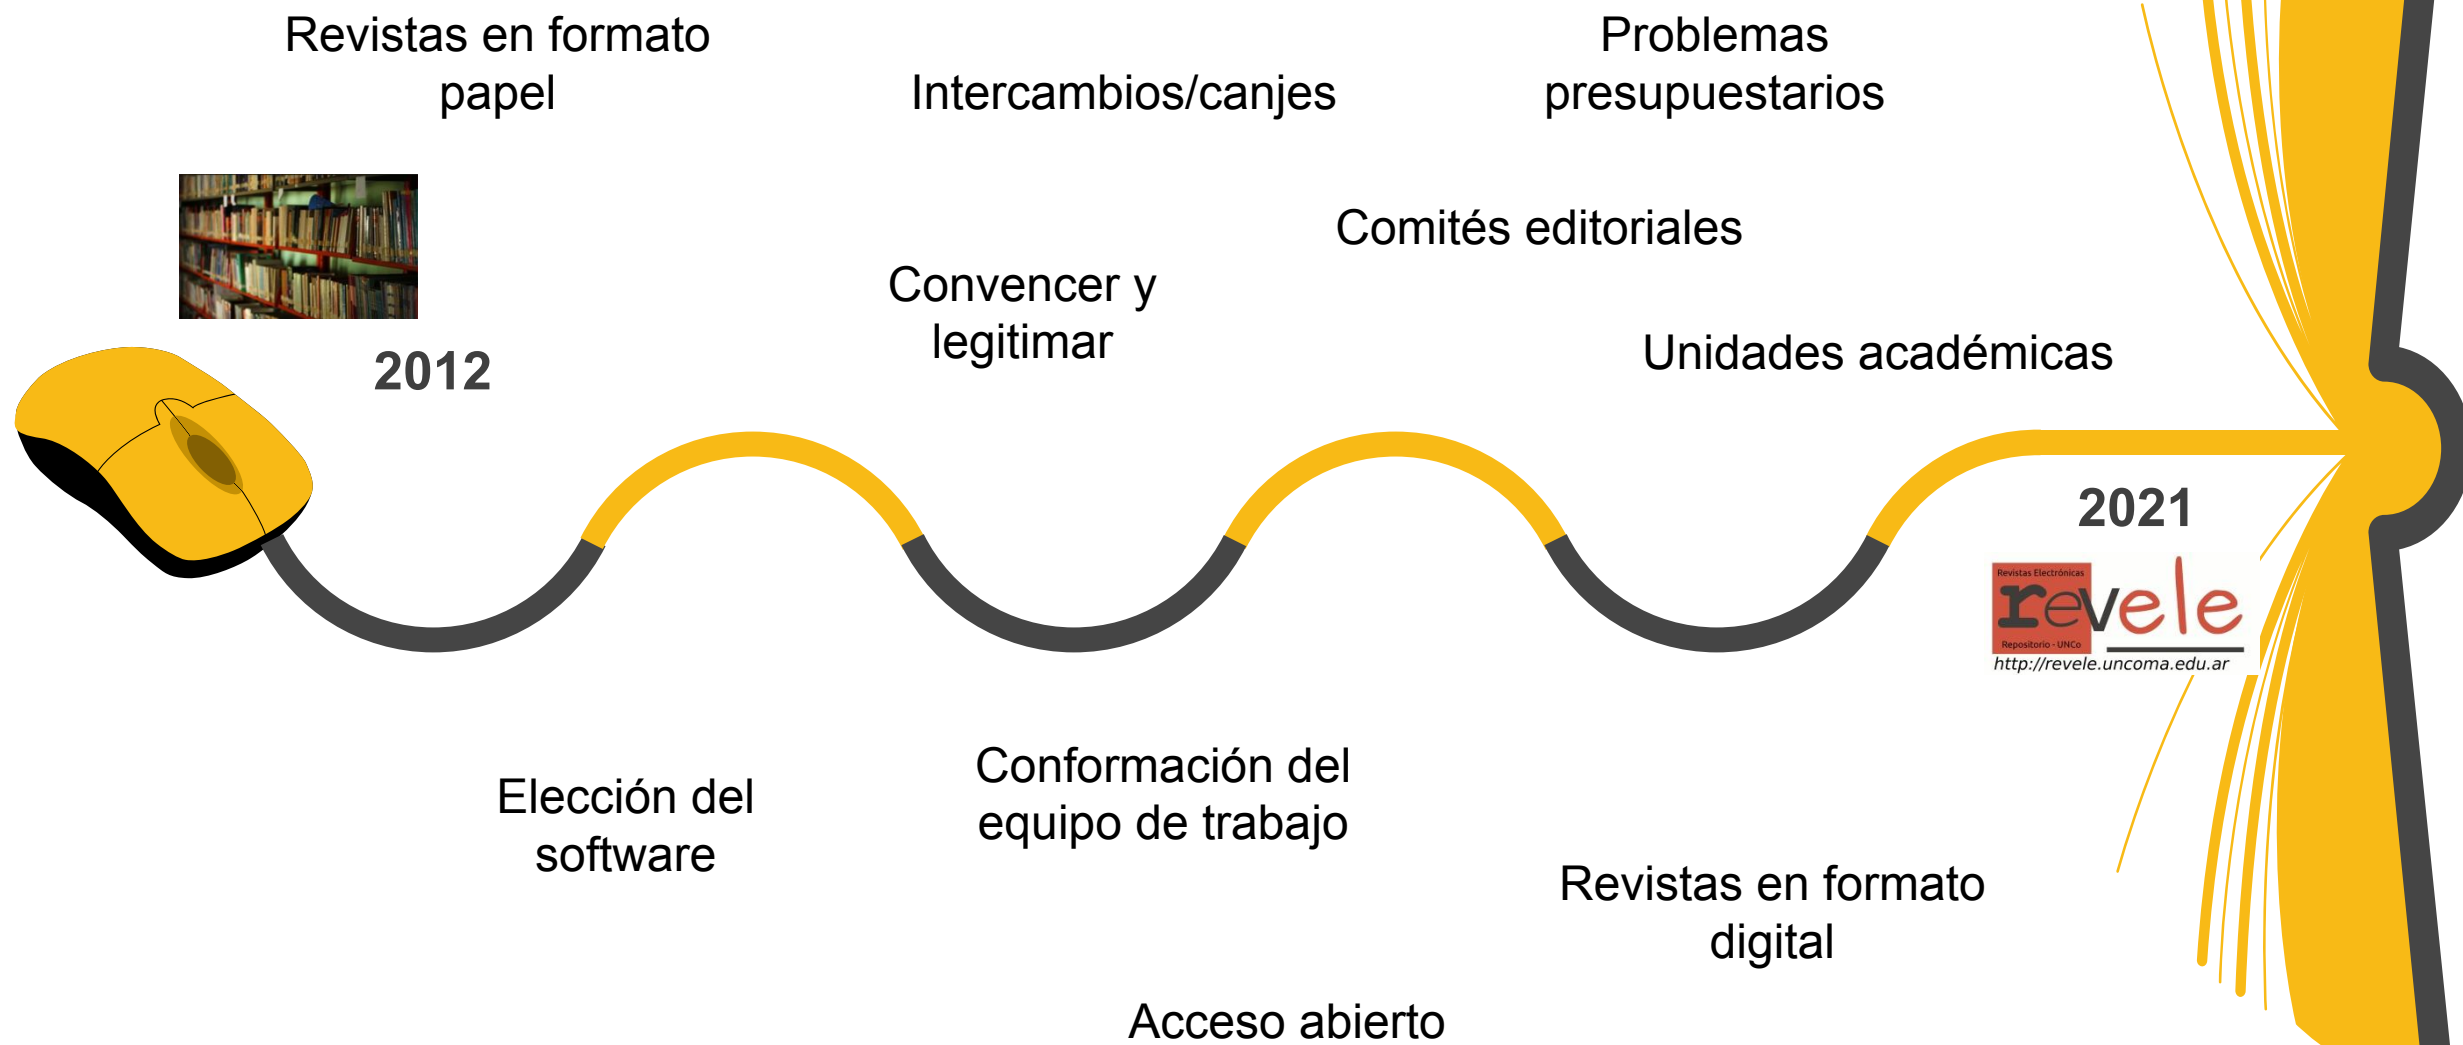 Revistas en formato
papel
Intercambios/canjes
Problemas
presupuestarios
Comités editoriales
Convencer y
legitimar
Unidades académicas
2012
2021
Revistas Electrónicas
revele
Repositorio - UNCo
http://revele.uncoma.edu.ar
Elección del
software
Conformación del
equipo de trabajo
Revistas en formato
digital
Acceso abierto